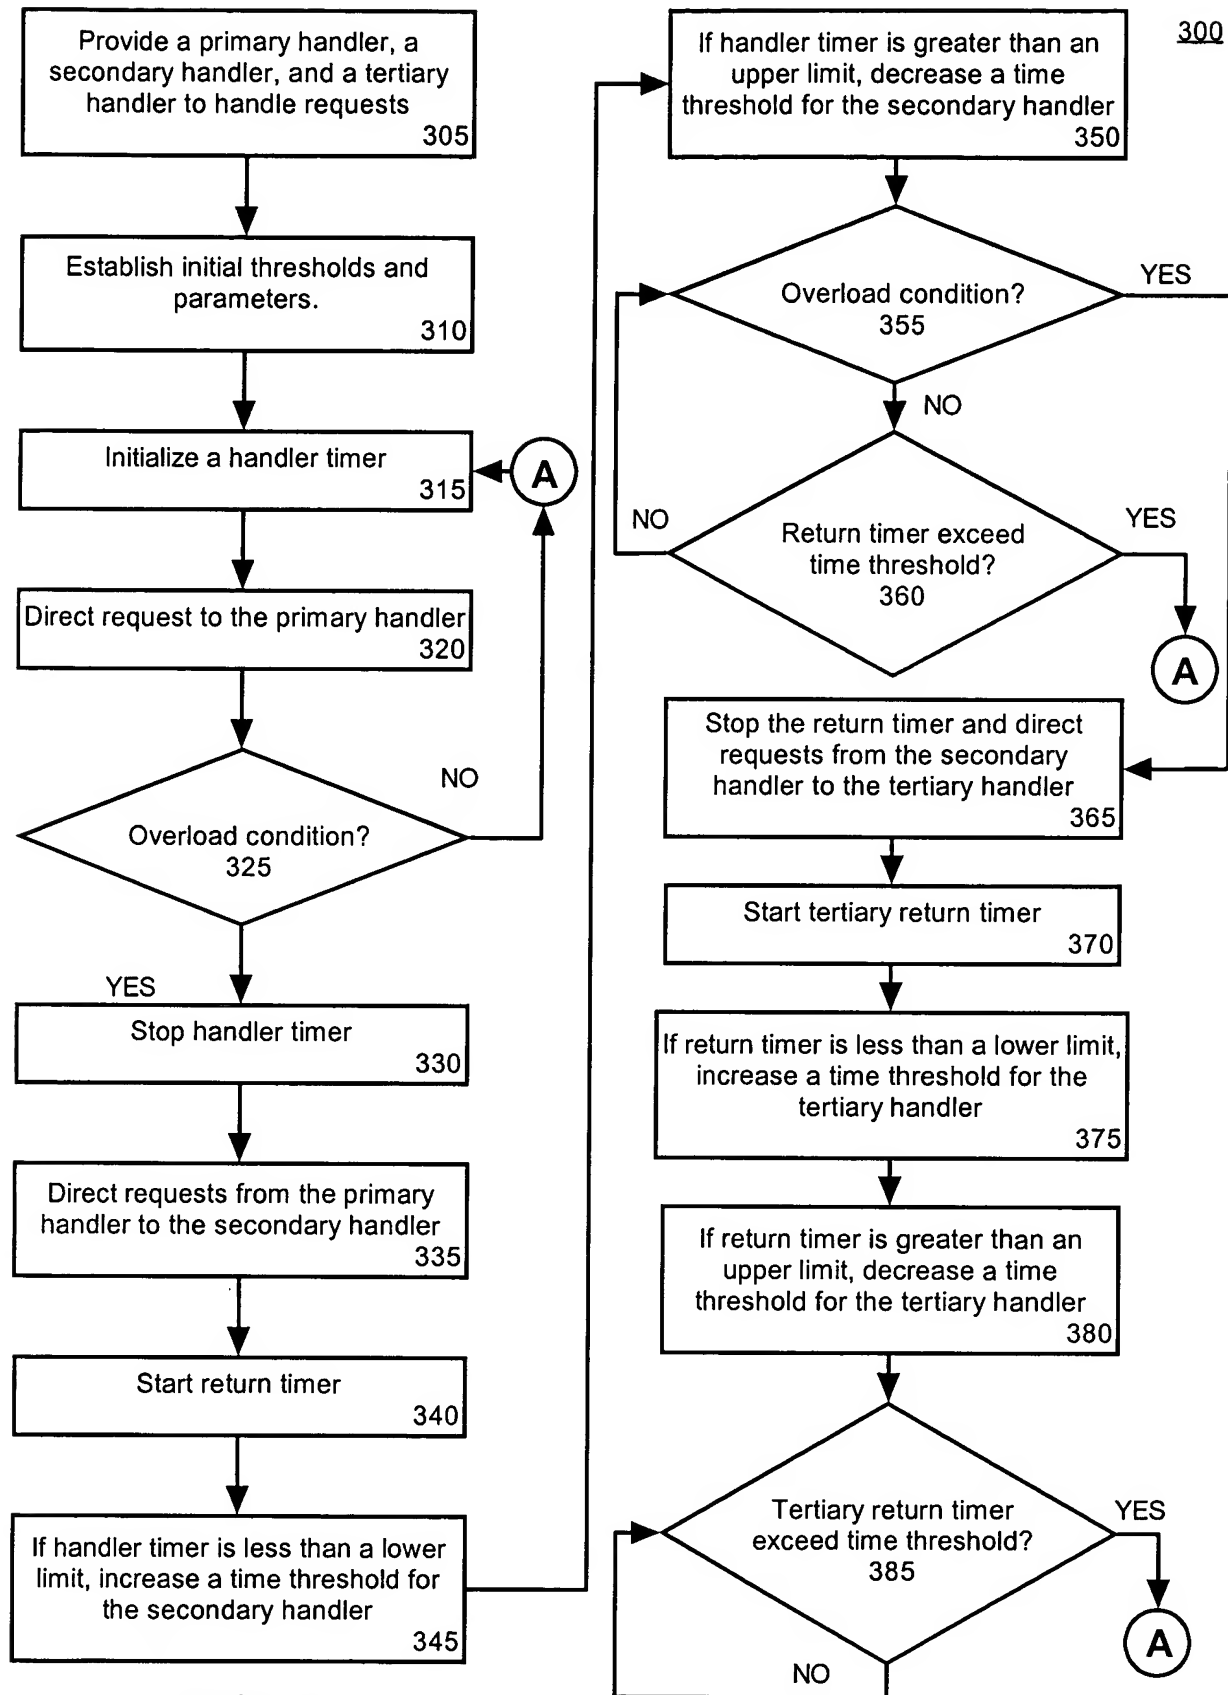 300
Provide a primary handler, a
secondary handler, and a tertiary
handler to handle requests
305
Establish initial thresholds and
parameters.
310
Initialize a handler timer
315
A
Direct request to the primary handler
320
NO
Overload condition?
325
YES
Stop handler timer
330
Direct requests from the primary
handler to the secondary handler
335
Start return timer
340
If handler timer is less than a lower
limit, increase a time threshold for
the secondary handler
345
If handler timer is greater than an
upper limit, decrease a time
threshold for the secondary handler
350
YES
Overload condition?
355
NO
NO
YES
Return timer exceed
time threshold?
360
A
Stop the return timer and direct
requests from the secondary
handler to the tertiary handler
365
Start tertiary return timer
370
If return timer is less than a lower limit,
increase a time threshold for the
tertiary handler
375
If return timer is greater than an
upper limit, decrease a time
threshold for the tertiary handler
380
Tertiary return timer
exceed time threshold?
385
YES
A
NO